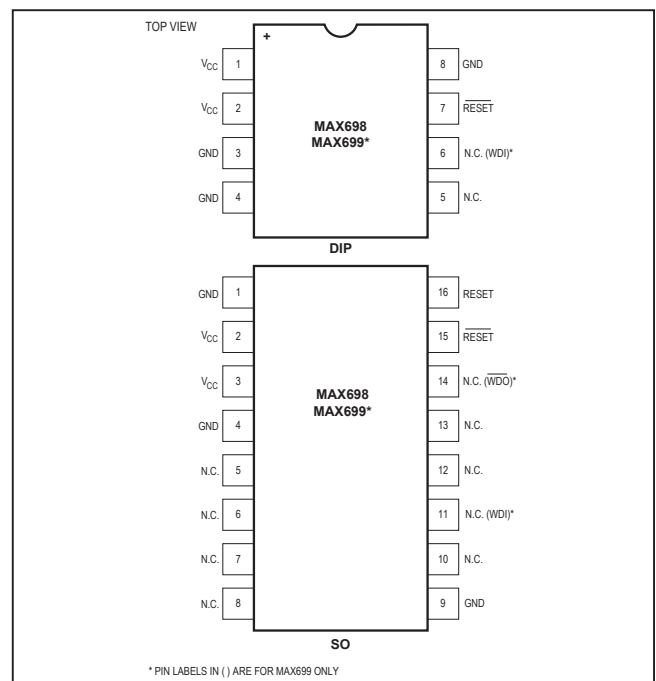 TOP VIEW
+
VCC 1
8 GND
VCC 2
7 RESET
GND 3
6 N.C. (WDI)*
GND 4
5 N.C.
MAX698
MAX699*
DIP
GND 1
16 RESET
VCC 2
15 RESET
VCC 3
14 N.C. (WDO)*
GND 4
13 N.C.
N.C. 5
12 N.C.
N.C. 6
11 N.C. (WDI)*
N.C. 7
10 N.C.
N.C. 8
9 GND
MAX698
MAX699*
SO
* PIN LABELS IN ( ) ARE FOR MAX699 ONLY